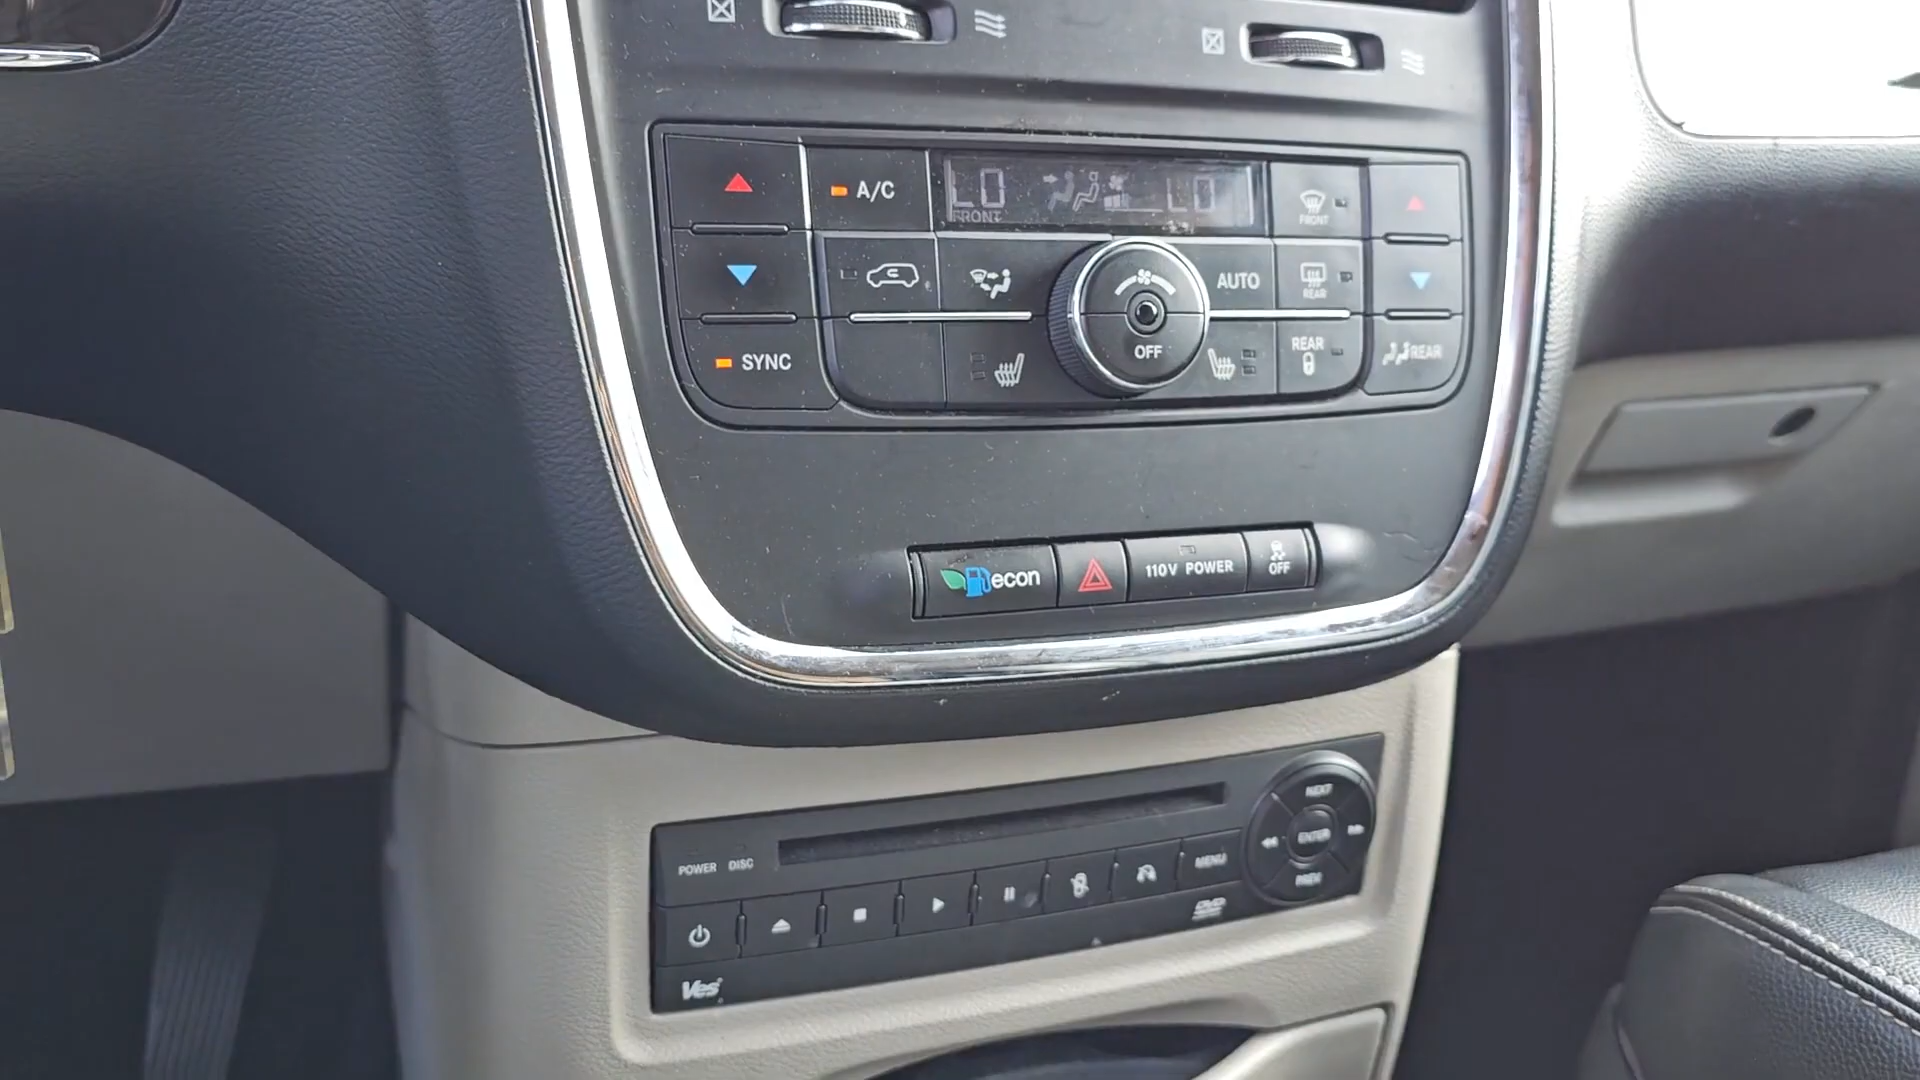 A/C
LO
LO
FRONT
FRONT
AUTO
REAR
SYNC
OFF
REAR
REAR
econ
110V POWER
OFF
POWER DISC
NEXT
ENTER
MENU
PREV
DVD
Ves